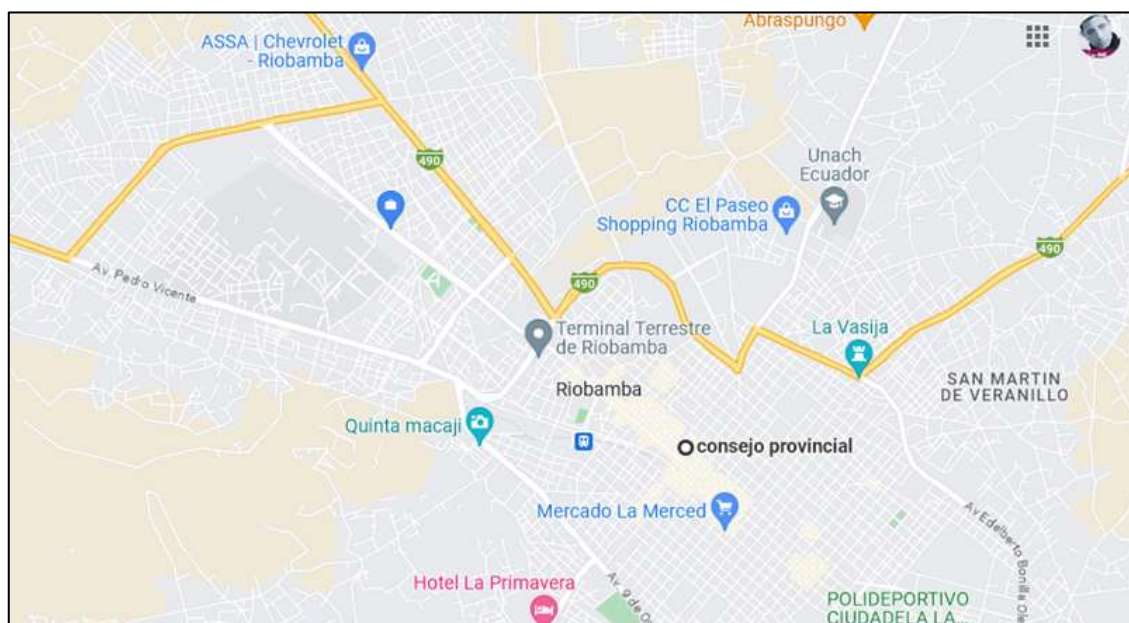 Abraspungo
ASSA | Chevrolet
- Riobamba
490
Unach
Ecuador
CC El Paseo
Shopping Riobamba
490
490
Av. Pedro Vicente
Terminal Terrestre
de Riobamba
La Vasija
Riobamba
SAN MARTIN
DE VERANILLO
Quinta macaji
consejo provincial
Mercado La Merced
Av Edelberto Bonilla Ole
Hotel La Primavera
Av. 9 de O
POLIDEPORTIVO
CIUDADELA LA...